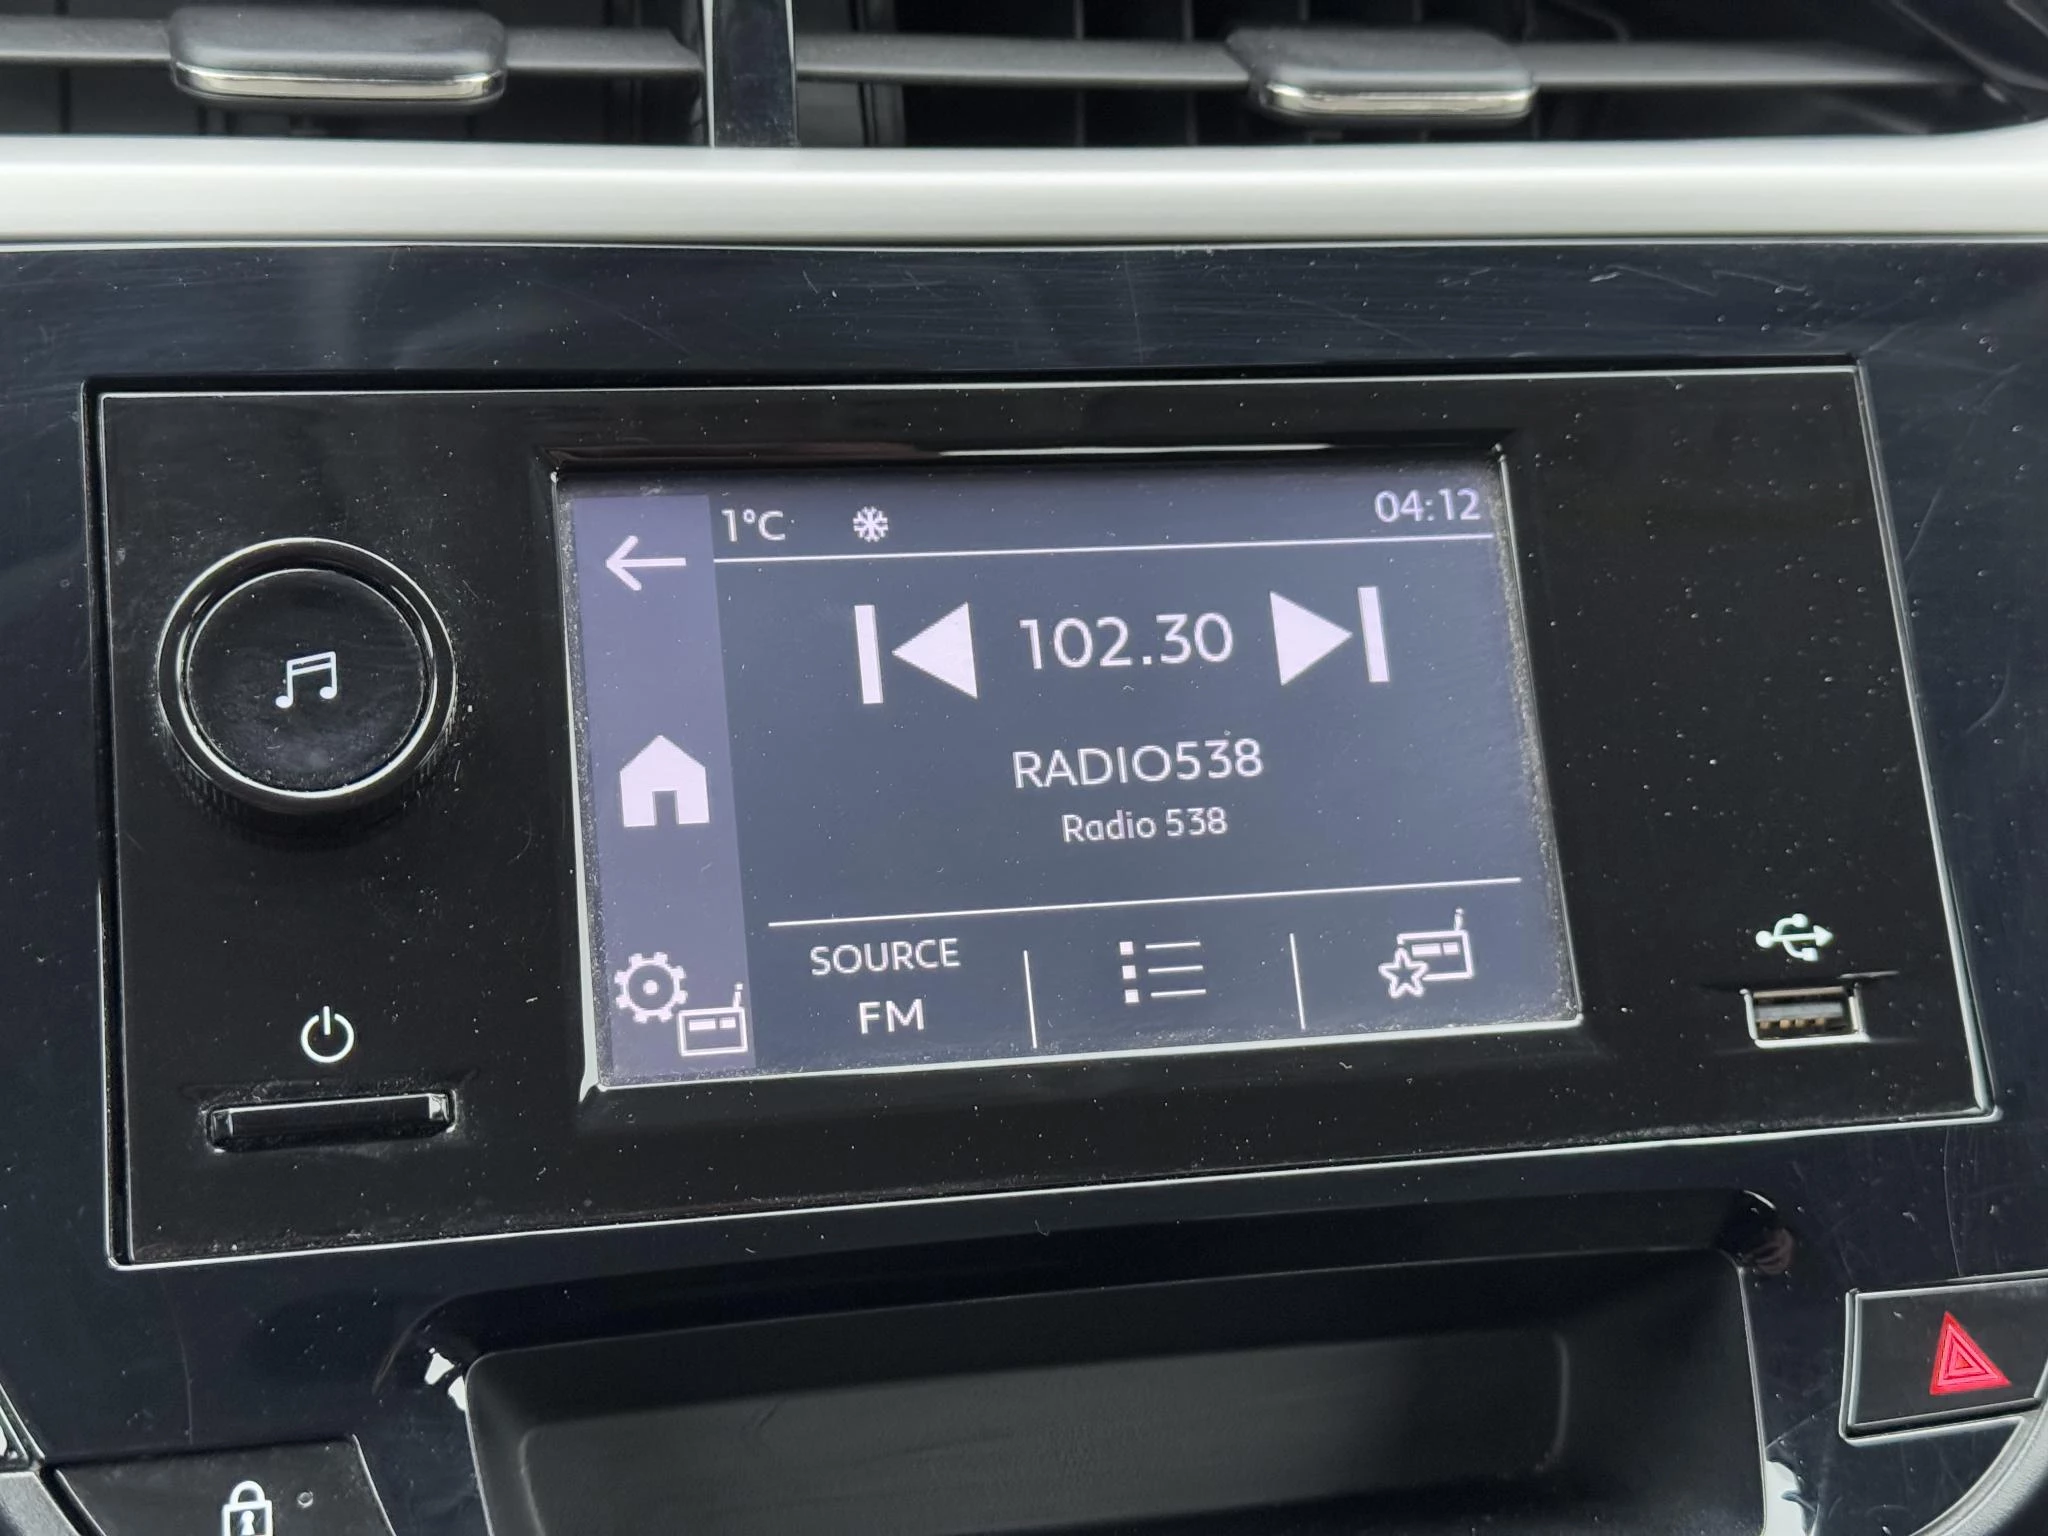 1°C
04:12
102.30
RADIO538
Radio 538
SOURCE
FM